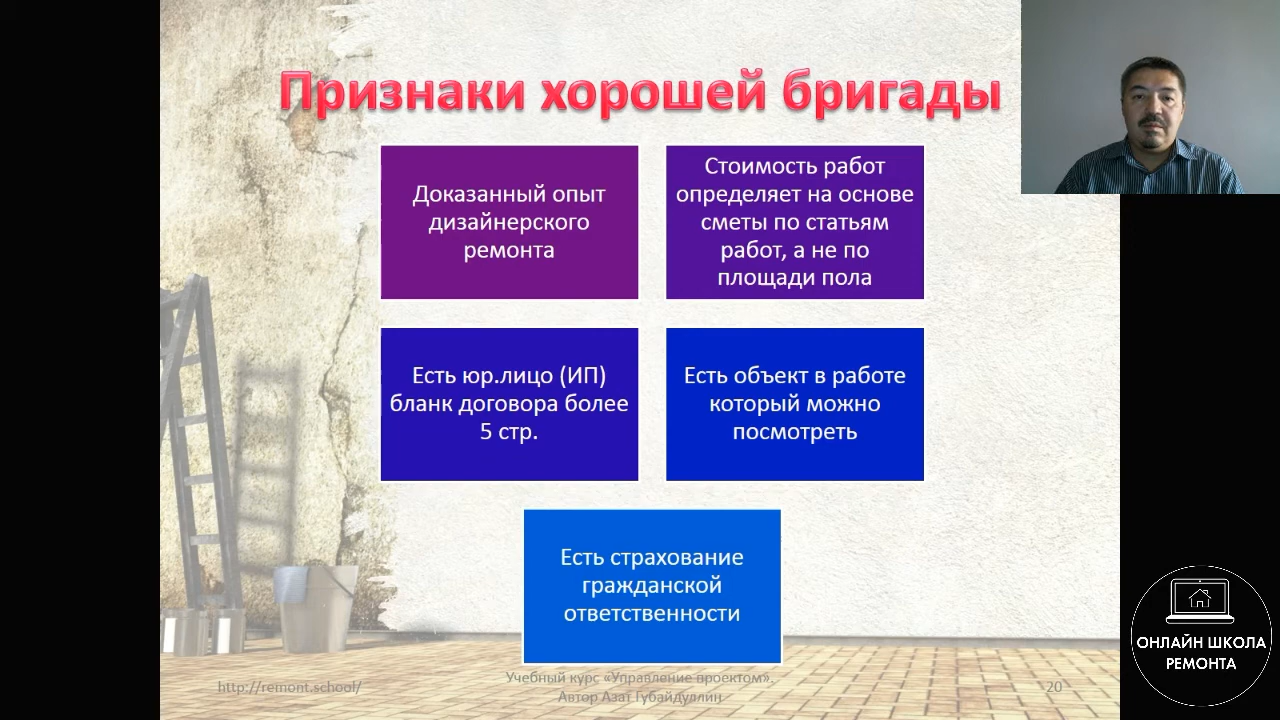 Признаки хорошей бригады
Доказанный опыт
дизайнерского
ремонта
Стоимость работ
определяет на основе
сметы по статьям
работ, а не по
площади пола
Есть юр.лицо (ИП)
бланк договора более
5 стр.
Есть объект в работе
который можно
посмотреть
Есть страхование
гражданской
ответственности
http://remont.school/
Учебный курс «Управление проектом».
Автор Азат Губайдуллин
20
ОНЛАЙН ШКОЛА
РЕМОНТА